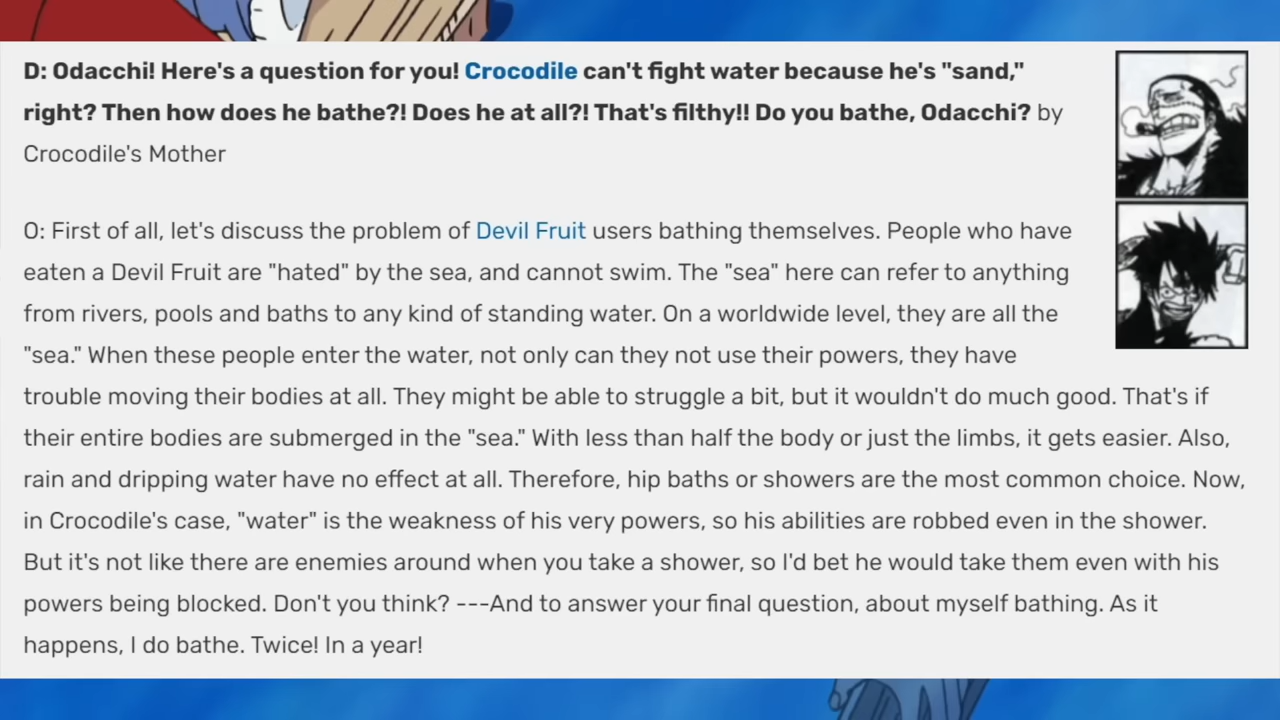 D: Odacchi! Here's a question for you! Crocodile can't fight water because he's "sand,"
right? Then how does he bathe?! Does he at all?! That's filthy!! Do you bathe, Odacchi? by
Crocodile's Mother
O: First of all, let's discuss the problem of Devil Fruit users bathing themselves. People who have
eaten a Devil Fruit are "hated" by the sea, and cannot swim. The "sea" here can refer to anything
from rivers, pools and baths to any kind of standing water. On a worldwide level, they are all the
"sea." When these people enter the water, not only can they not use their powers, they have
trouble moving their bodies at all. They might be able to struggle a bit, but it wouldn't do much good. That's if
their entire bodies are submerged in the "sea." With less than half the body or just the limbs, it gets easier. Also,
rain and dripping water have no effect at all. Therefore, hip baths or showers are the most common choice. Now,
in Crocodile's case, "water" is the weakness of his very powers, so his abilities are robbed even in the shower.
But it's not like there are enemies around when you take a shower, so I'd bet he would take them even with his
powers being blocked. Don't you think? ---And to answer your final question, about myself bathing. As it
happens, I do bathe. Twice! In a year!